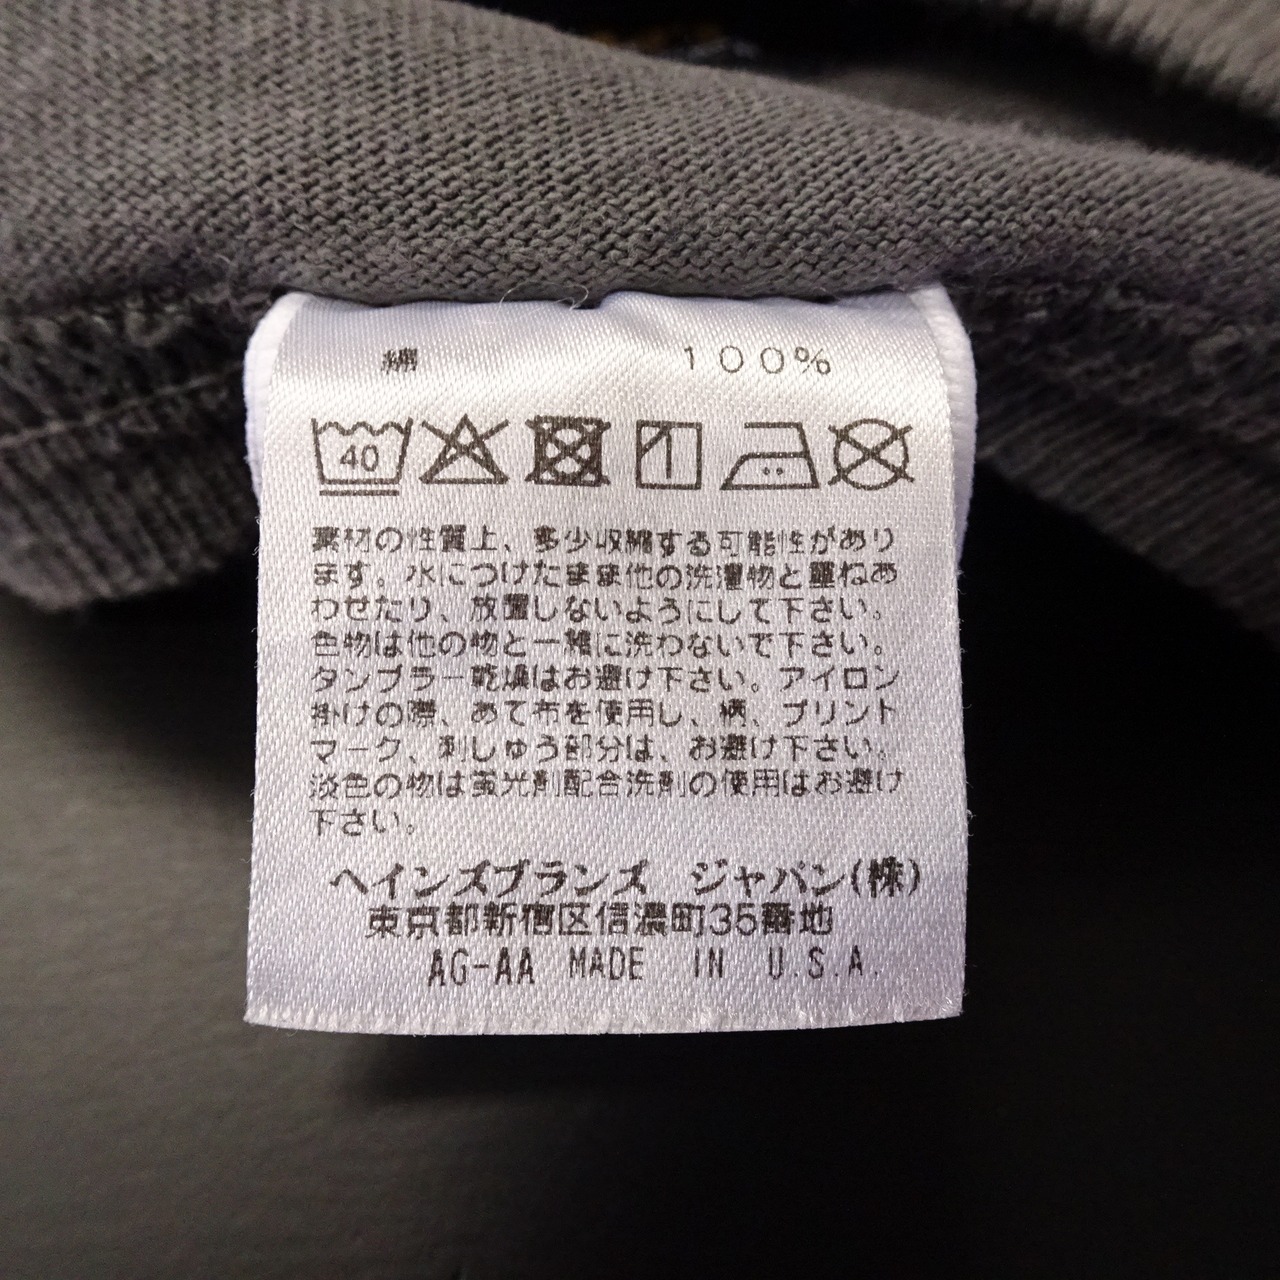 綿 100%
40
素材の性質上、多少収縮する可能性があり
ます。水につけたまま他の洗濯物と重ねあ
わせたり、放置しないようにして下さい。
色物は他の物と一緒に洗わないで下さい。
タンブラー乾燥はお避け下さい。アイロン
掛けの際、あて布を使用し、柄、プリント
マーク、刺しゅう部分は、お避け下さい。
淡色の物は蛍光剤配合洗剤の使用はお避け
下さい。
ヘインズブランズ ジャパン(株)
東京都新宿区信濃町35番地
AG-AA MADE IN U.S.A.